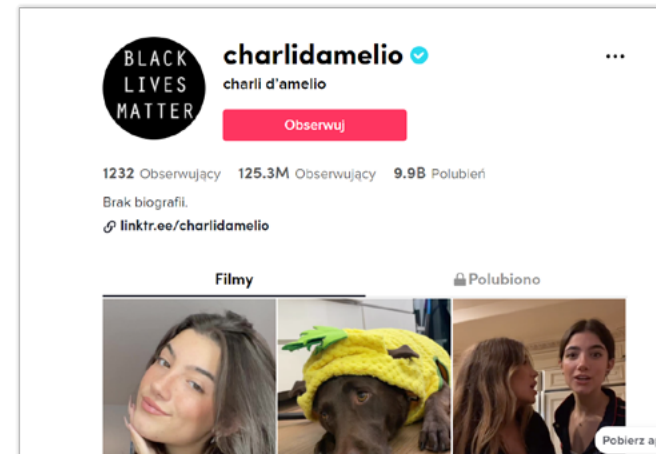 BLACK
LIVES
MATTER
charlidamelio
...
charli d'amelio
Obserwuj
1232 Obserwujący 125.3M Obserwujący 9.9B Polubień
Brak biografii.
linktr.ee/charlidamelio
Filmy Polubiono
Pobierz ap